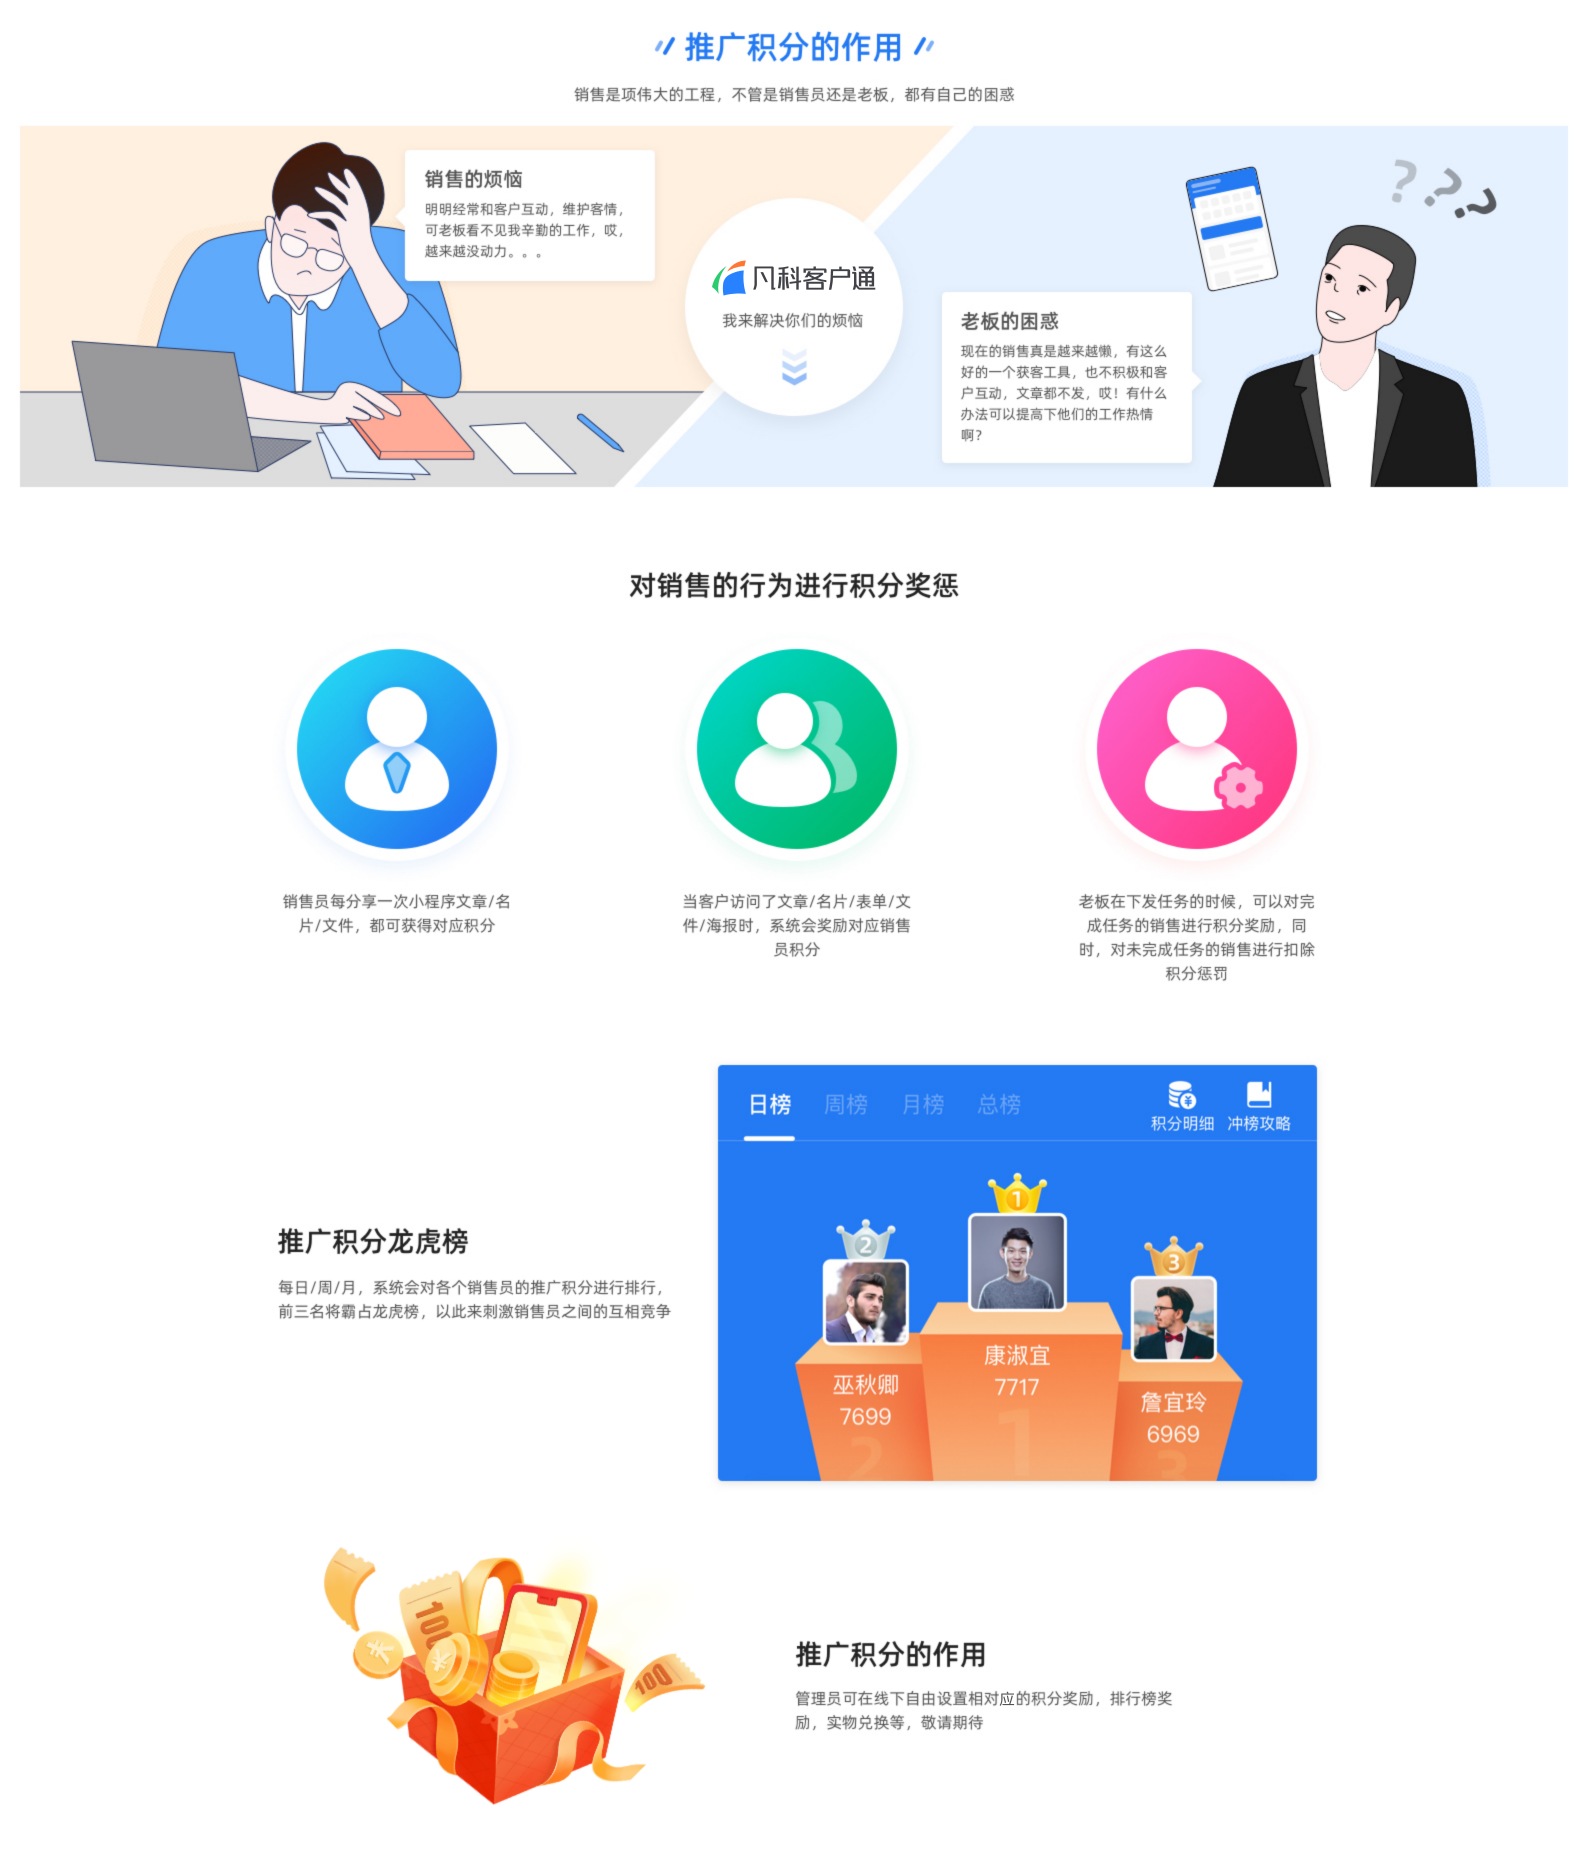 推广积分的作用
销售是项伟大的工程，不管是销售员还是老板，都有自己的困惑
销售的烦恼
明明经常和客户互动，维护客情，
可老板看不见我辛勤的工作，哎，
越来越没动力。。。
凡科客户通
我来解决你们的烦恼
? ? ?
老板的困惑
现在的销售真是越来越懒，有这么
好的一个获客工具，也不积极和客
户互动，文章都不发，哎！有什么
办法可以提高下他们的工作热情
啊？
对销售的行为进行积分奖惩
销售员每分享一次小程序文章/名
片/文件，都可获得对应积分
当客户访问了文章/名片/表单/文
件/海报时，系统会奖励对应销售
员积分
老板在下发任务的时候，可以对完
成任务的销售进行积分奖励，同
时，对未完成任务的销售进行扣除
积分惩罚
日榜 周榜 月榜 总榜
积分明细 冲榜攻略
推广积分龙虎榜
每日/周/月，系统会对各个销售员的推广积分进行排行，
前三名将霸占龙虎榜，以此来刺激销售员之间的互相竞争
1
2
3
康淑宜
7717
1
巫秋卿
7699
2
詹宜玲
6969
3
100
¥
¥
100
推广积分的作用
管理员可在线下自由设置相对应的积分奖励，排行榜奖
励，实物兑换等，敬请期待